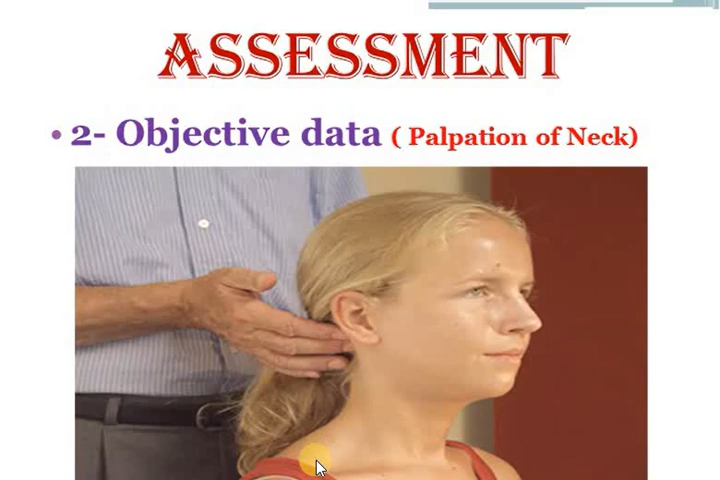 ASSESSMENT
• 2- Objective data ( Palpation of Neck)